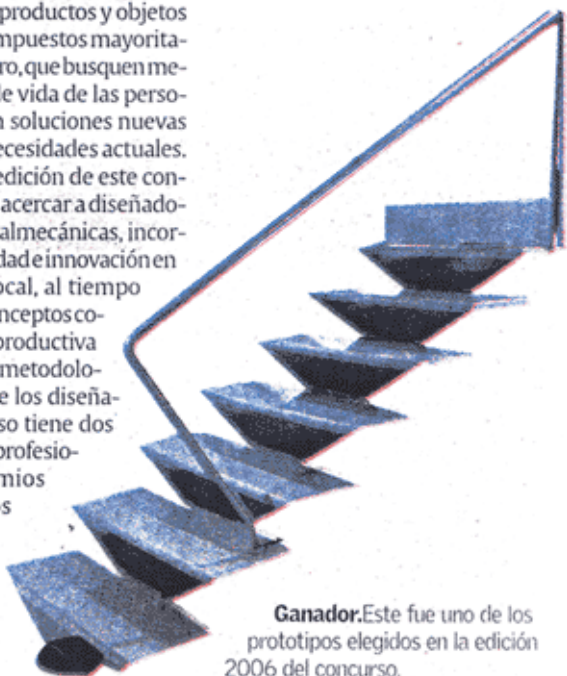 productos y objetos
mpuestos mayorita-
ro, que busquen me-
de vida de las perso-
n soluciones nuevas
ecesidades actuales.
edición de este con-
acercar a diseñado-
almecánicas, incor-
dad e innovación en
ocal, al tiempo
nceptos co-
productiva
metodolo-
e los diseña-
so tiene dos
profesio-
mios
s
Ganador.Este fue uno de los
prototipos elegidos en la edición
2006 del concurso.